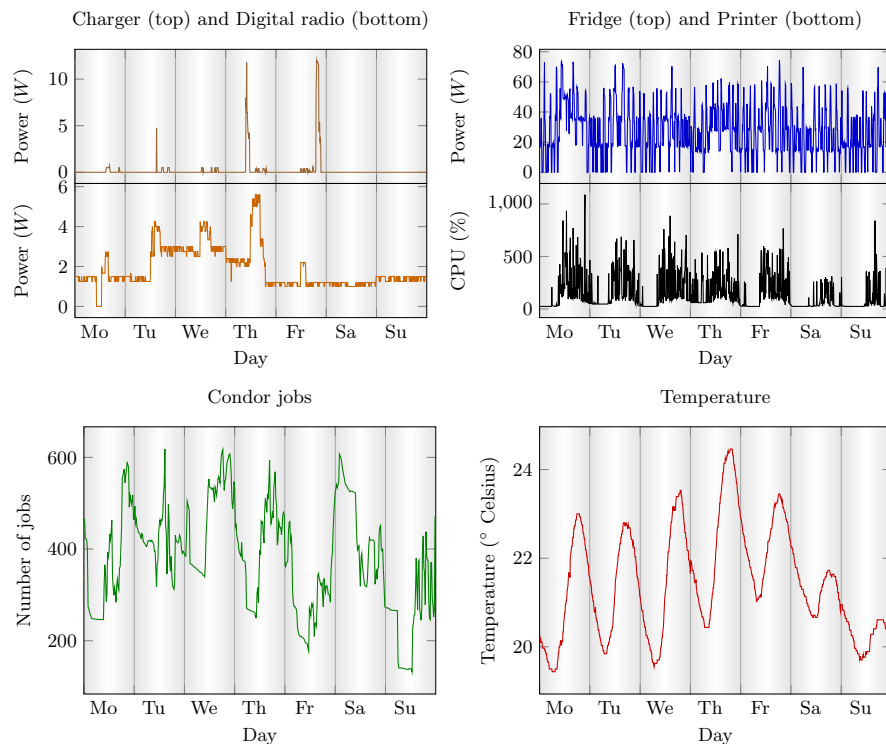 Charger (top) and Digital radio (bottom)
10
5
0
Power (W)
6
4
2
0
Power (W)
Mo Tu We Th Fr Sa Su
Day
Fridge (top) and Printer (bottom)
80
60
40
20
0
Power (W)
1,000
500
0
CPU (%)
Mo Tu We Th Fr Sa Su
Day
Condor jobs
600
400
200
Number of jobs
Mo Tu We Th Fr Sa Su
Day
Temperature
24
22
20
Temperature (° Celsius)
Mo Tu We Th Fr Sa Su
Day